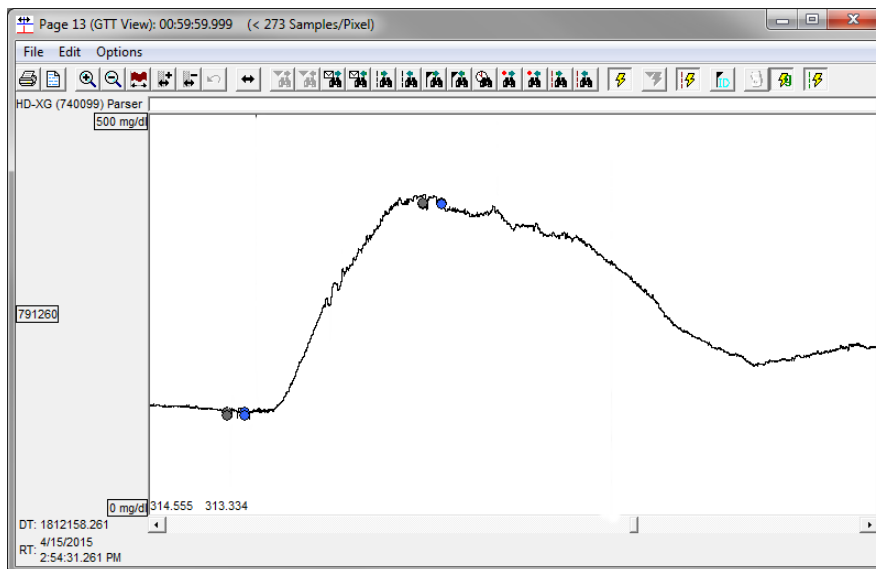 Page 13 (GTT View): 00:59:59.999 (< 273 Samples/Pixel)
File Edit Options
HD-XG (740099) Parser
500 mg/dl
791260
0 mg/dl
314.555 313.334
DT: 1812158.261
RT: 4/15/2015
2:54:31.261 PM